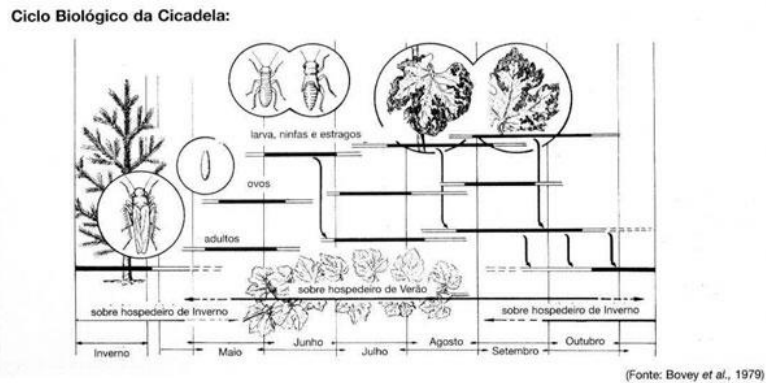 Ciclo Biológico da Cicadela:
larva, ninfas e estragos
ovos
adultos
sobre hospedeiro de Verão
sobre hospedeiro de Inverno
sobre hospedeiro de Inverno
Inverno
Maio
Junho
Julho
Agosto
Setembro
Outubro
(Fonte: Bovey et al., 1979)